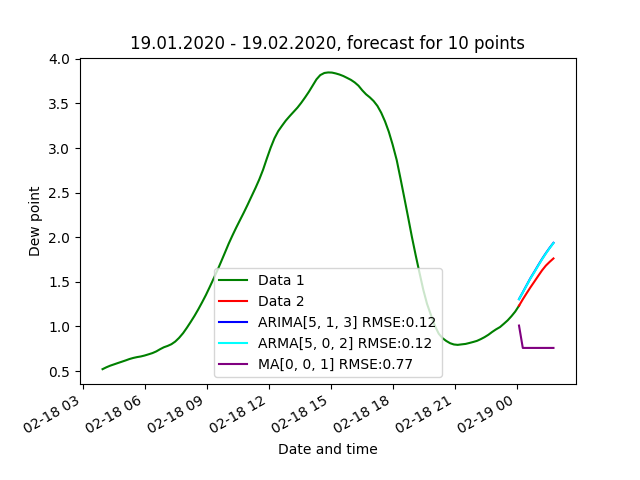 19.01.2020 - 19.02.2020, forecast for 10 points
4.0
3.5
3.0
2.5
2.0
1.5
1.0
0.5
Dew point
Data 1
Data 2
ARIMA[5, 1, 3] RMSE:0.12
ARMA[5, 0, 2] RMSE:0.12
MA[0, 0, 1] RMSE:0.77
02-18 03
02-18 06
02-18 09
02-18 12
02-18 15
02-18 18
02-18 21
02-19 00
Date and time